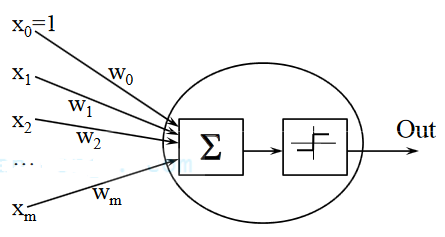 x₀=1
w₀
x₁
w₁
x₂
w₂
Σ
Out
...
wₘ
xₘ